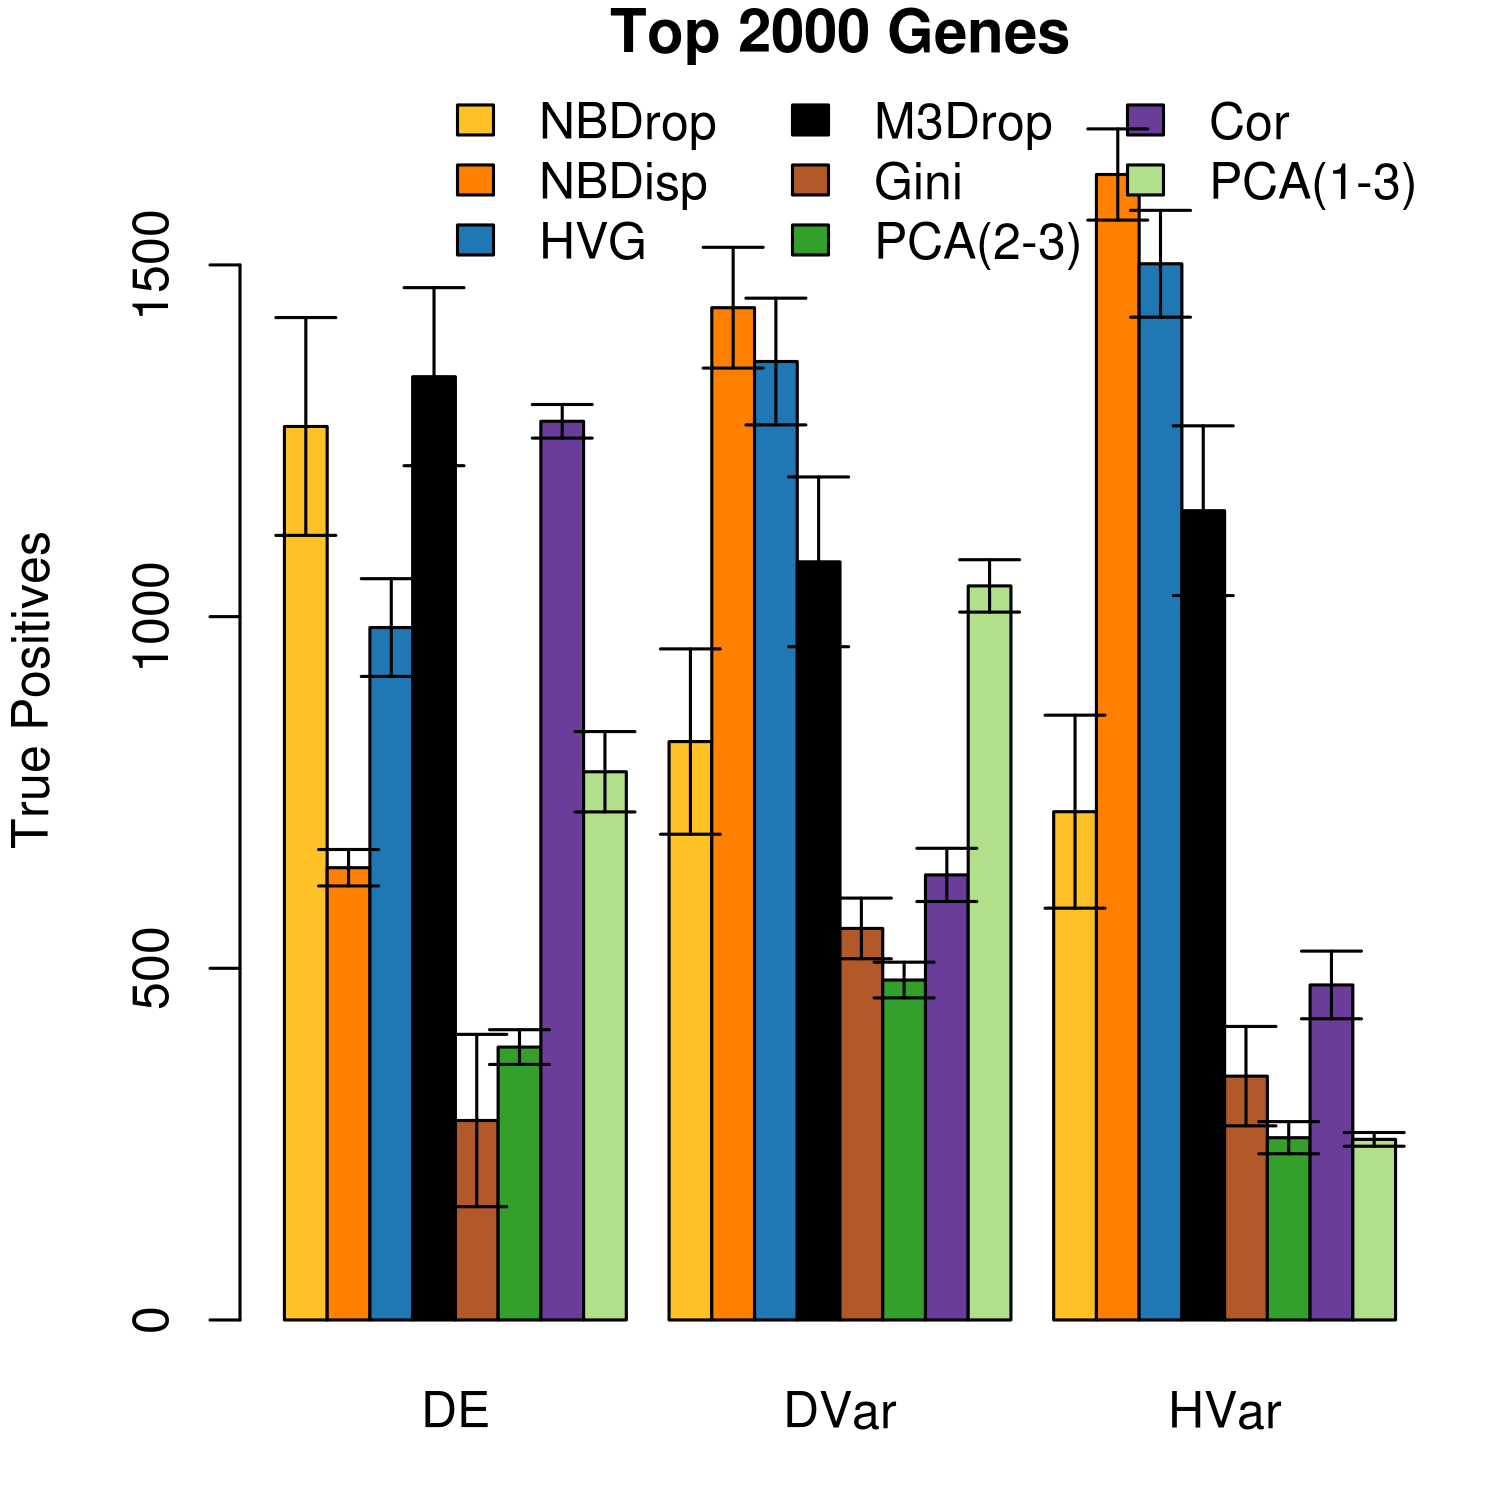 Top 2000 Genes
NBDrop M3Drop Cor
NBDisp Gini PCA(1-3)
HVG PCA(2-3)
True Positives
1500
1000
500
0
DE DVar HVar